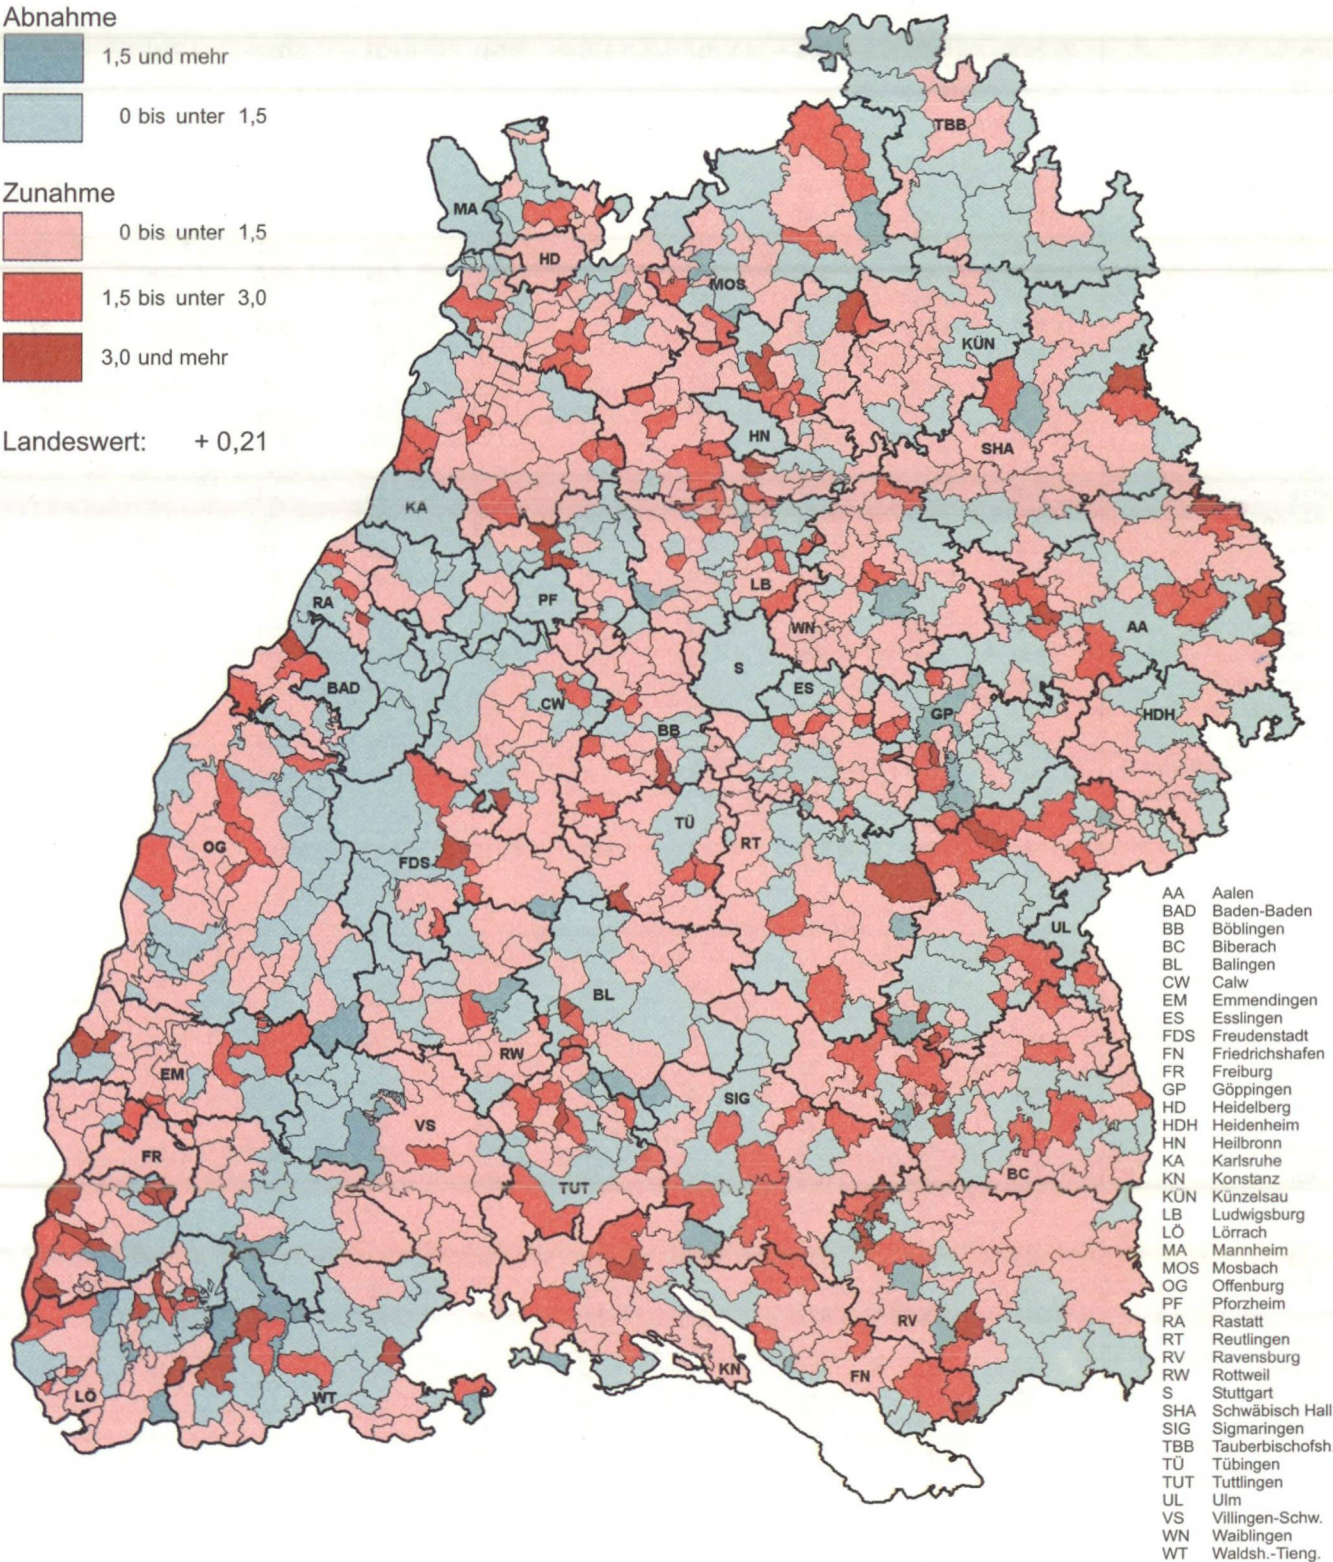 Abnahme
1,5 und mehr
0 bis unter 1,5
Zunahme
0 bis unter 1,5
1,5 bis unter 3,0
3,0 und mehr
Landeswert: + 0,21
TBB
MA
HD
MOS
KÜN
HN
SHA
KA
LB
RA
PF
WN
AA
S
BAD
ES
CW
GP
HDH
BB
TÜ
RT
OG
FDS
UL
BL
RW
EM
SIG
VS
FR
BC
TUT
RV
KN
FN
LÖ
WT
AA Aalen
BAD Baden-Baden
BB Böblingen
BC Biberach
BL Balingen
CW Calw
EM Emmendingen
ES Esslingen
FDS Freudenstadt
FN Friedrichshafen
FR Freiburg
GP Göppingen
HD Heidelberg
HDH Heidenheim
HN Heilbronn
KA Karlsruhe
KN Konstanz
KÜN Künzelsau
LB Ludwigsburg
LÖ Lörrach
MA Mannheim
MOS Mosbach
OG Offenburg
PF Pforzheim
RA Rastatt
RT Reutlingen
RV Ravensburg
RW Rottweil
S Stuttgart
SHA Schwäbisch Hall
SIG Sigmaringen
TBB Tauberbischofsh.
TÜ Tübingen
TUT Tuttlingen
UL Ulm
VS Villingen-Schw.
WN Waiblingen
WT Waldsh.-Tieng.